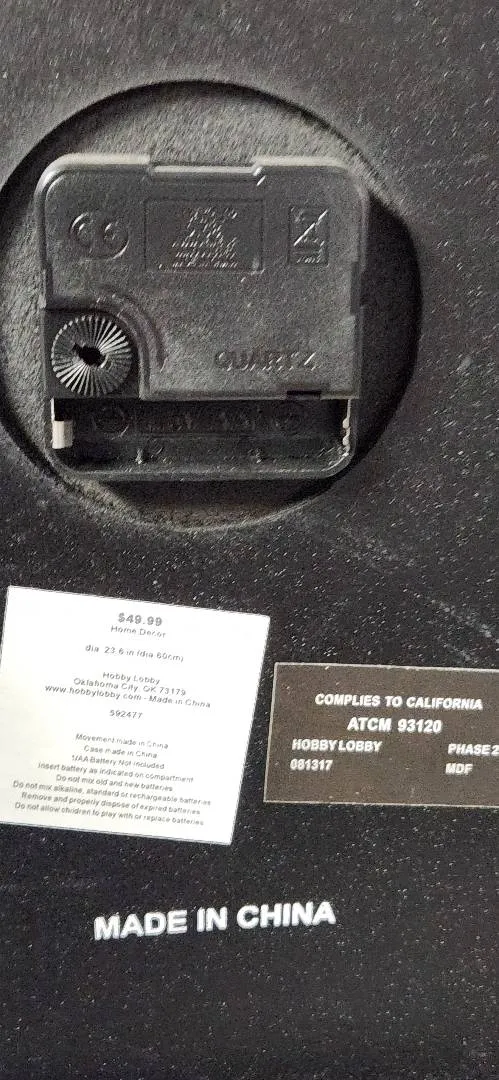 CE
QUARTZ
$49.99
Home Decor
dia. 23.6 in (dia.60cm)
Hobby Lobby
Oklahoma City, OK 73179
www.hobbylobby.com - Made in China
592477
Movement made in China
Case made in China
1/AA Battery Not Included
Insert battery as indicated on compartment
Do not mix old and new batteries
Do not mix alkaline, standard or rechargeable batteries
Remove and properly dispose of expired batteries
Do not allow children to play with or replace batteries
COMPLIES TO CALIFORNIA
ATCM 93120
HOBBY LOBBY PHASE 2
081317 MDF
MADE IN CHINA